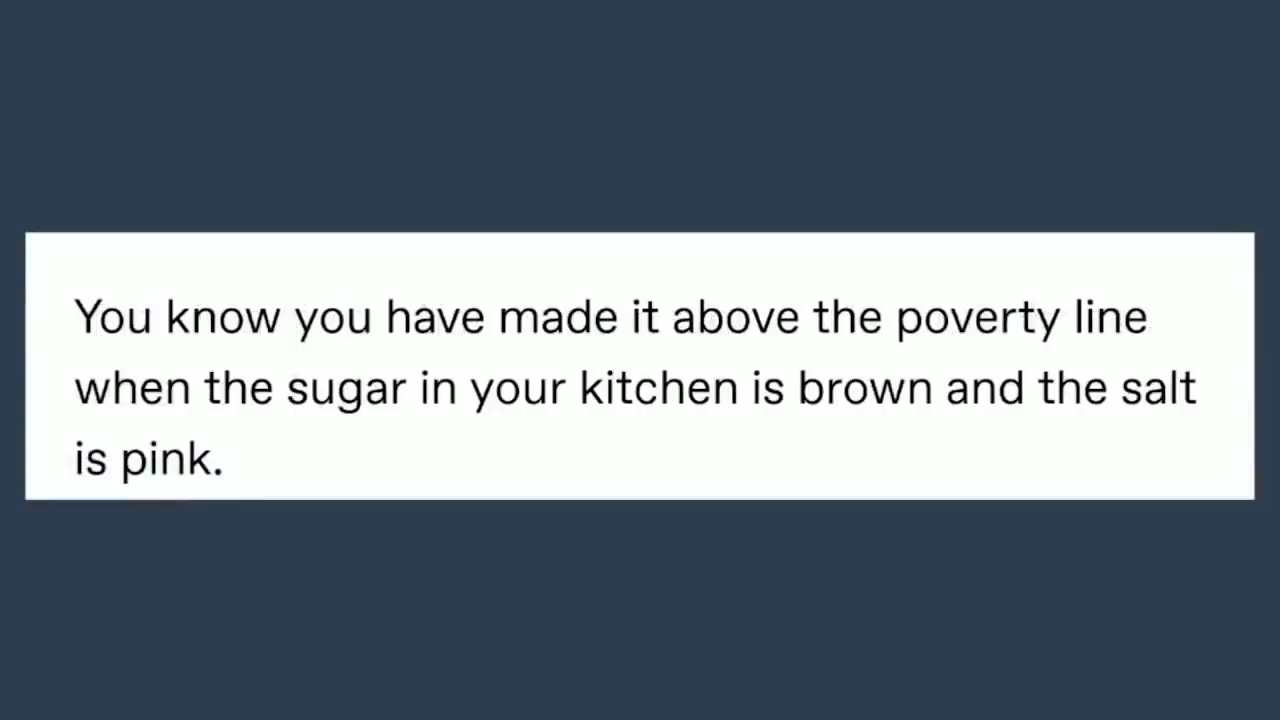 You know you have made it above the poverty line
when the sugar in your kitchen is brown and the salt
is pink.